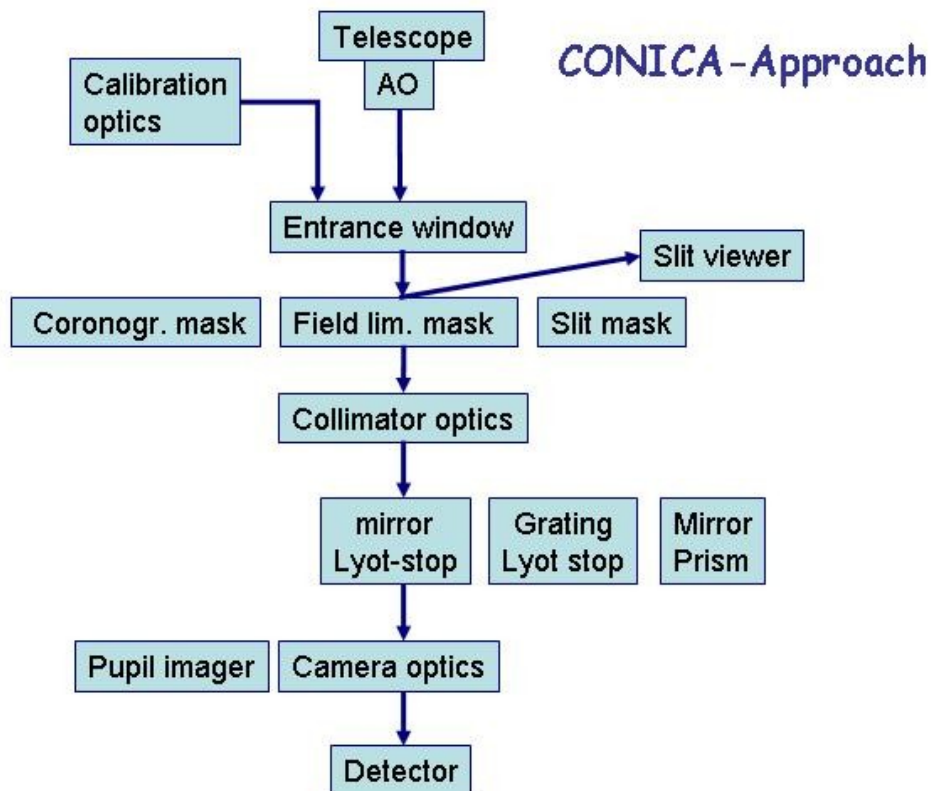 Telescope
CONICA-Approach
AO
Calibration
optics
Entrance window
Slit viewer
Coronogr. mask
Field lim. mask
Slit mask
Collimator optics
mirror
Lyot-stop
Grating
Lyot stop
Mirror
Prism
Pupil imager
Camera optics
Detector